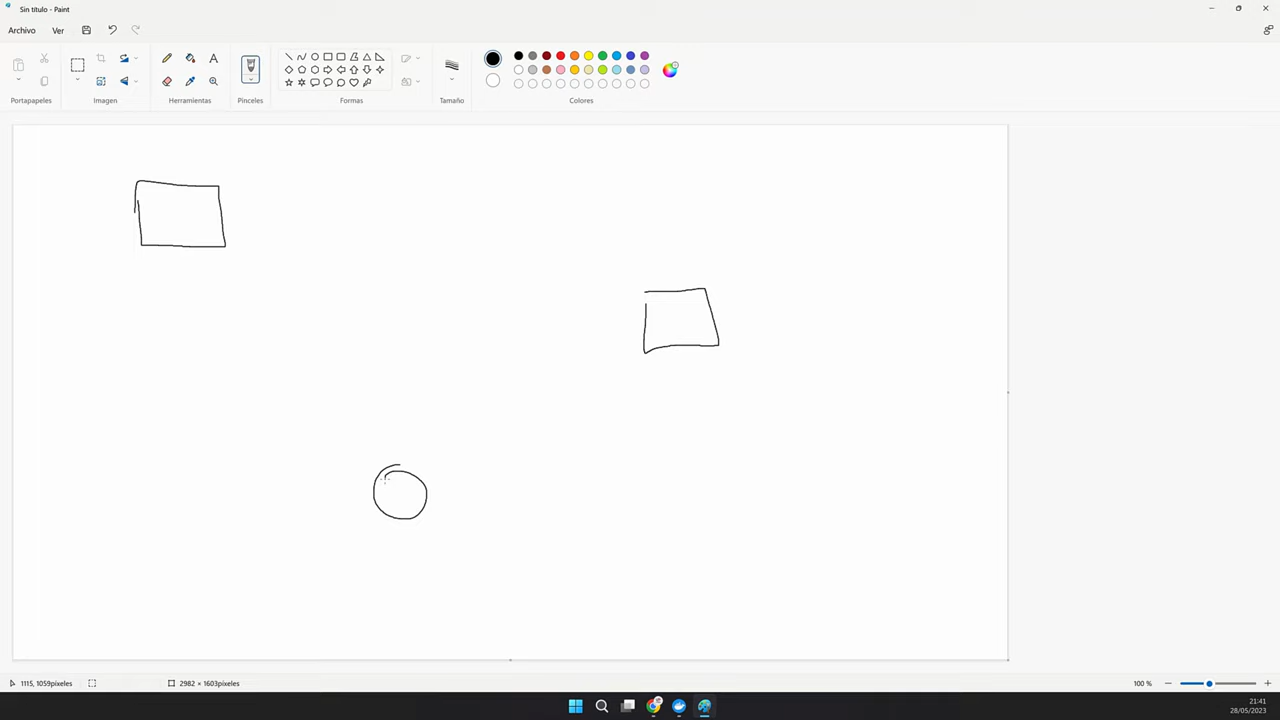 Sin título - Paint
Archivo Ver
Portapapeles Imagen Herramientas Pinceles Formas Tamaño Colores
1115, 1059píxeles 2982 × 1603píxeles 100 %
21:41
28/05/2023